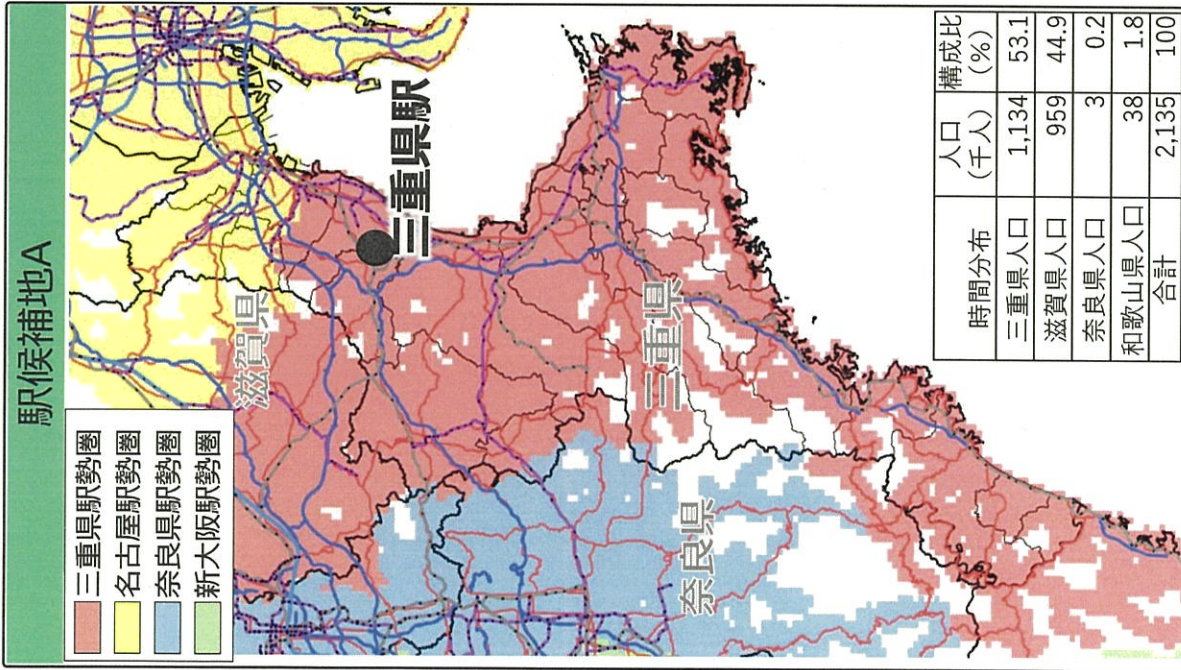 駅候補地A
三重県駅勢圏
名古屋駅勢圏
奈良県駅勢圏
新大阪駅勢圏
滋賀県
三重県駅
三重県
奈良県
時間分布 人口(千人) 構成比(%)
三重県人口 1,134 53.1
滋賀県人口 959 44.9
奈良県人口 3 0.2
和歌山県人口 38 1.8
合計 2,135 100